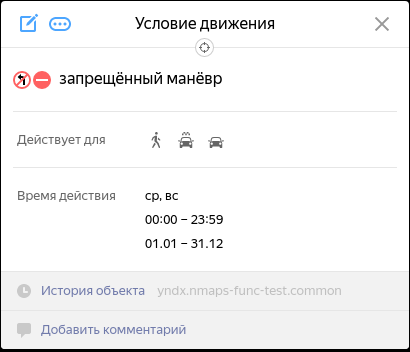 Условие движения
запрещённый манёвр
Действует для
Время действия
ср, вс
00:00 – 23:59
01.01 – 31.12
История объекта yndx.nmaps-func-test.common
Добавить комментарий